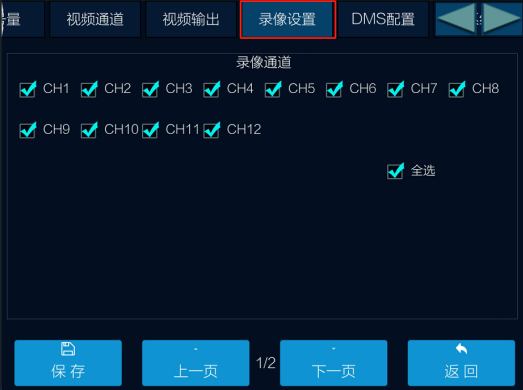 量 视频通道 视频输出 录像设置 DMS配置
录像通道
CH1 CH2 CH3 CH4 CH5 CH6 CH7 CH8
CH9 CH10 CH11 CH12
全选
保存 上一页 1/2 下一页 返回